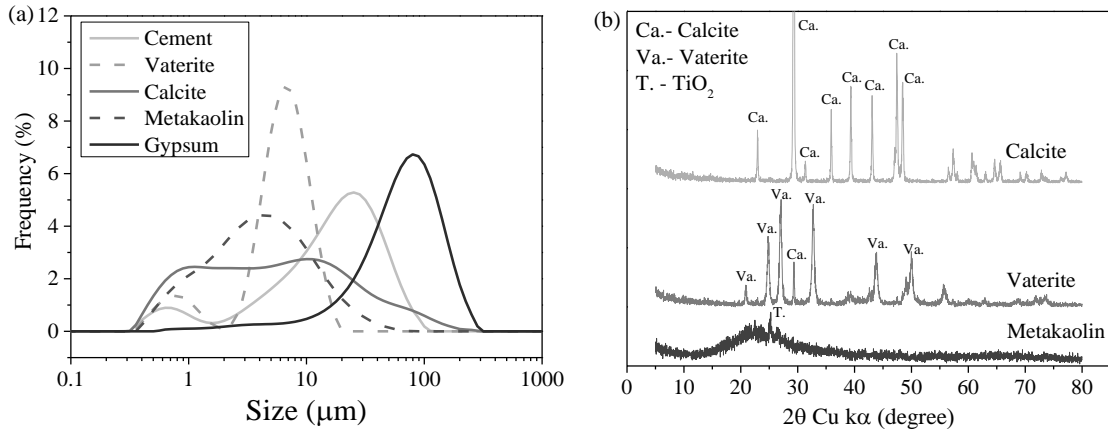 (a)
12
10
8
6
4
2
0
Frequency (%)
Cement
Vaterite
Calcite
Metakaolin
Gypsum
0.1 1 10 100 1000
Size (μm)
(b)
Ca.- Calcite
Va.- Vaterite
T. - TiO2
Ca.
Ca.
Ca.
Ca.
Ca.
Ca.
Ca.
Ca.
Calcite
Va.
Va.
Va.
Ca.
Va.
Va.
Va.
Vaterite
T.
Metakaolin
0 10 20 30 40 50 60 70 80
2θ Cu kα (degree)